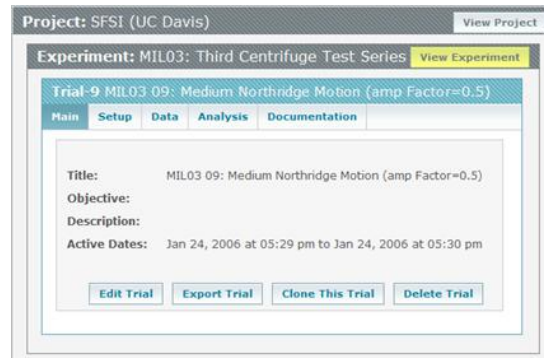 Project: SFSI (UC Davis) View Project
Experiment: MIL03: Third Centrifuge Test Series View Experiment
Trial-9 MIL03 09: Medium Northridge Motion (amp Factor=0.5)
Main Setup Data Analysis Documentation
Title: MIL03 09: Medium Northridge Motion (amp Factor=0.5)
Objective:
Description:
Active Dates: Jan 24, 2006 at 05:29 pm to Jan 24, 2006 at 05:30 pm
Edit Trial Export Trial Clone This Trial Delete Trial